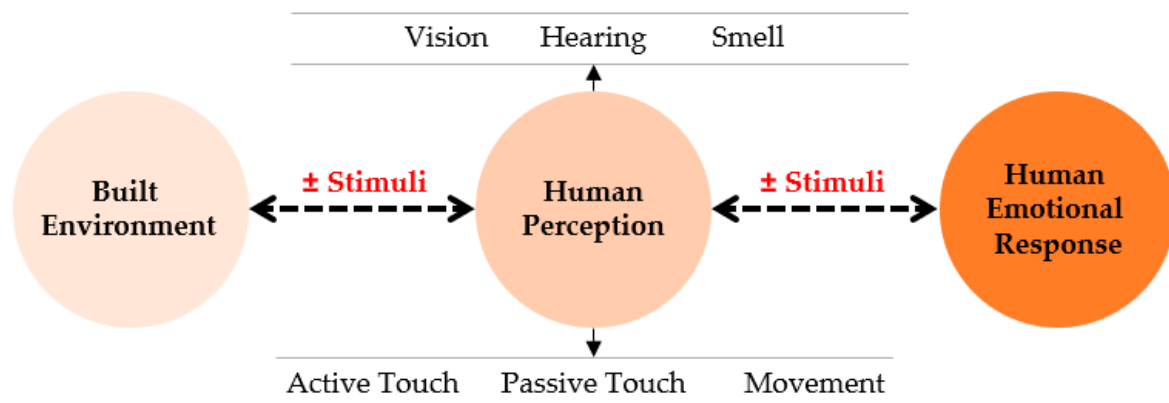 Vision Hearing Smell
Built
Environment
± Stimuli
Human
Perception
± Stimuli
Human
Emotional
Response
Active Touch Passive Touch Movement